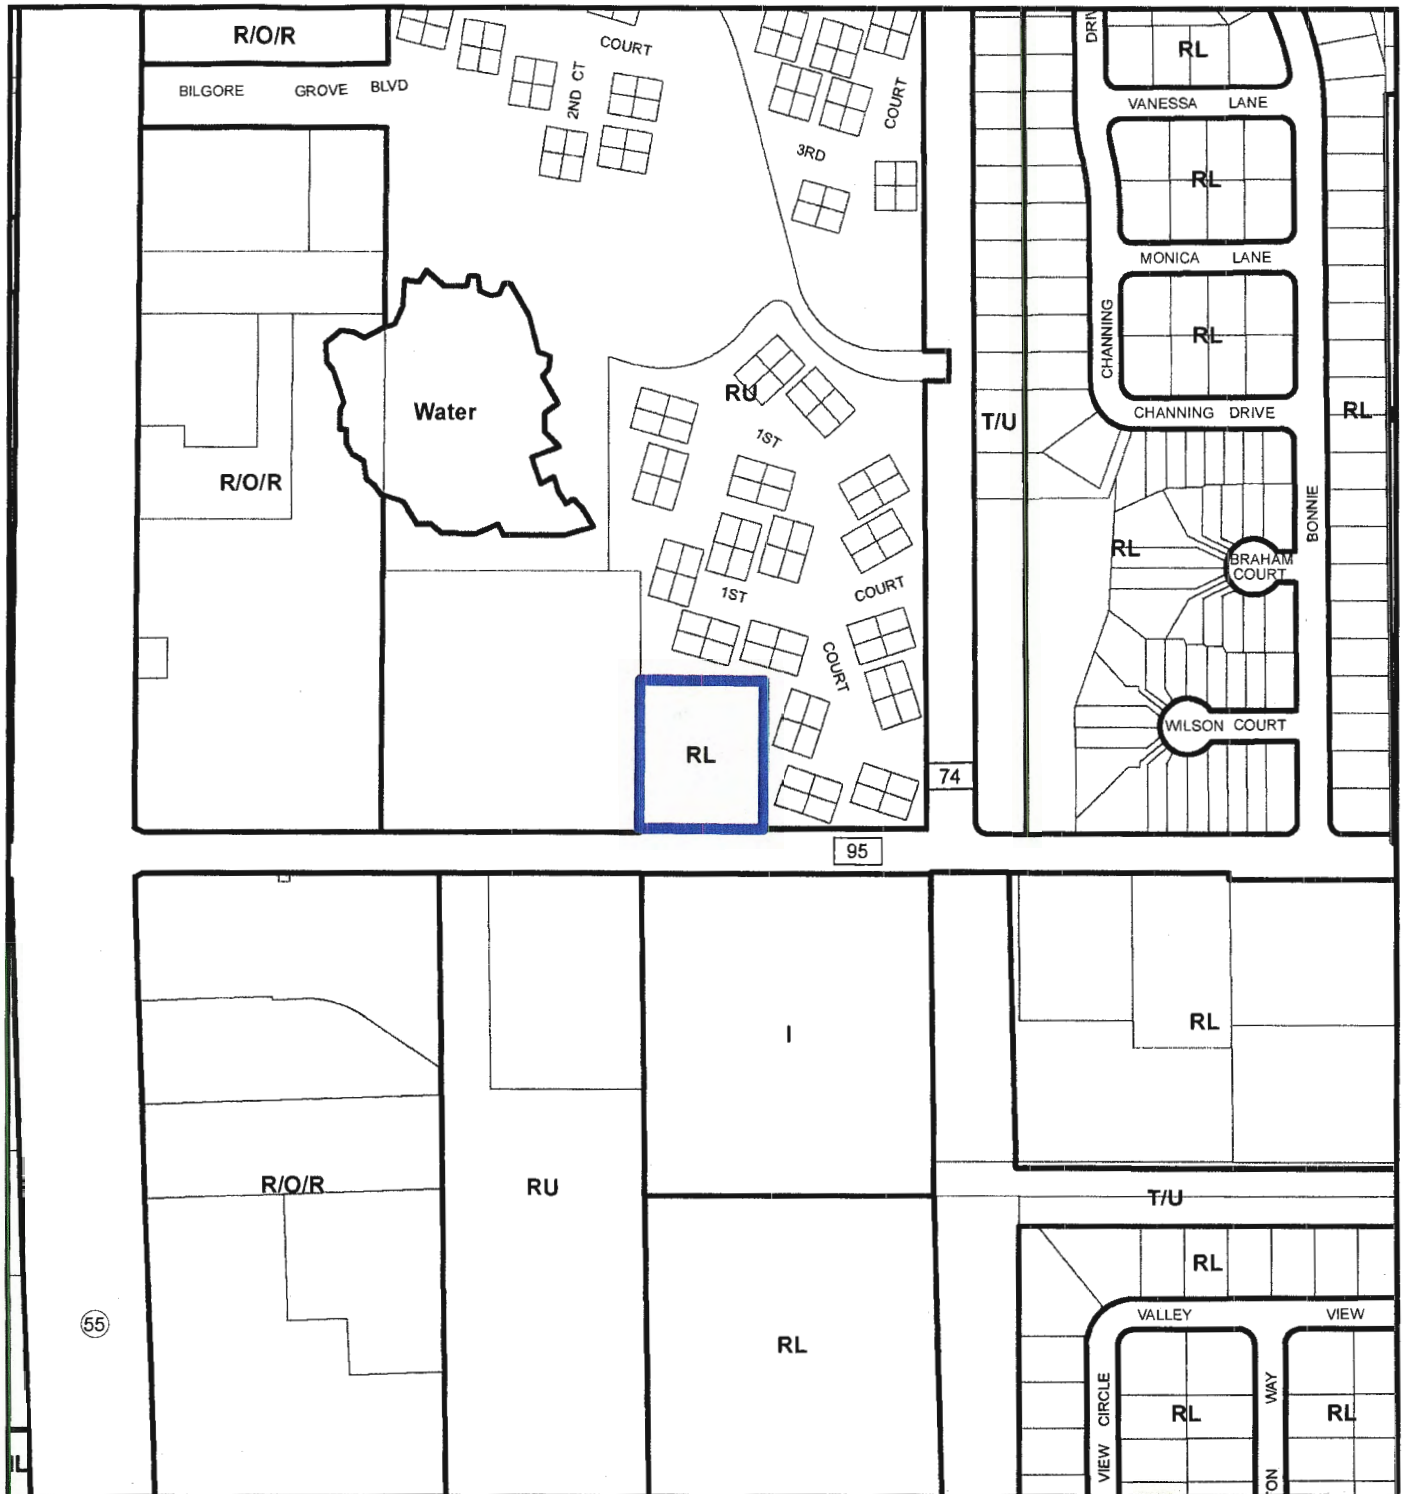 R/O/R
COURT
DRIV
RL
BILGORE GROVE BLVD
2ND CT
COURT
VANESSA LANE
3RD
RL
MONICA LANE
CHANNING
RL
RU
Water
T/U
CHANNING DRIVE
RL
1ST
R/O/R
BONNIE
RL
BRAHAM
COURT
1ST
COURT
COURT
WILSON COURT
RL
74
95
RL
I
R/O/R
RU
T/U
RL
55
VALLEY VIEW
RL
VIEW CIRCLE
WAY
RL
RL
TON